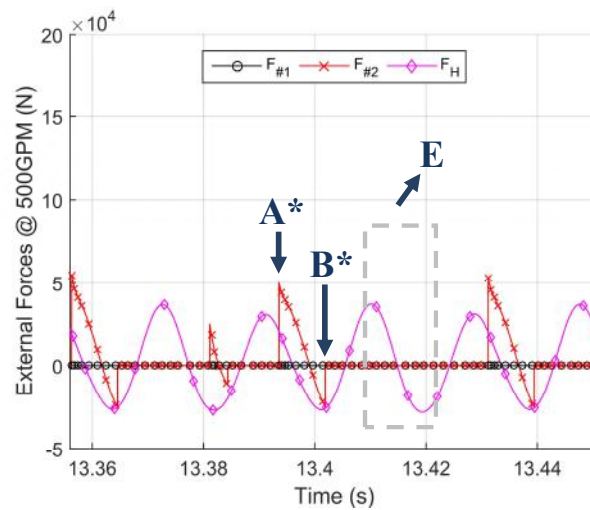 ×10⁴
20
15
10
5
0
-5
External Forces @ 500GPM (N)
F#1 F#2 F_H
A*
B*
E
13.36 13.38 13.4 13.42 13.44
Time (s)